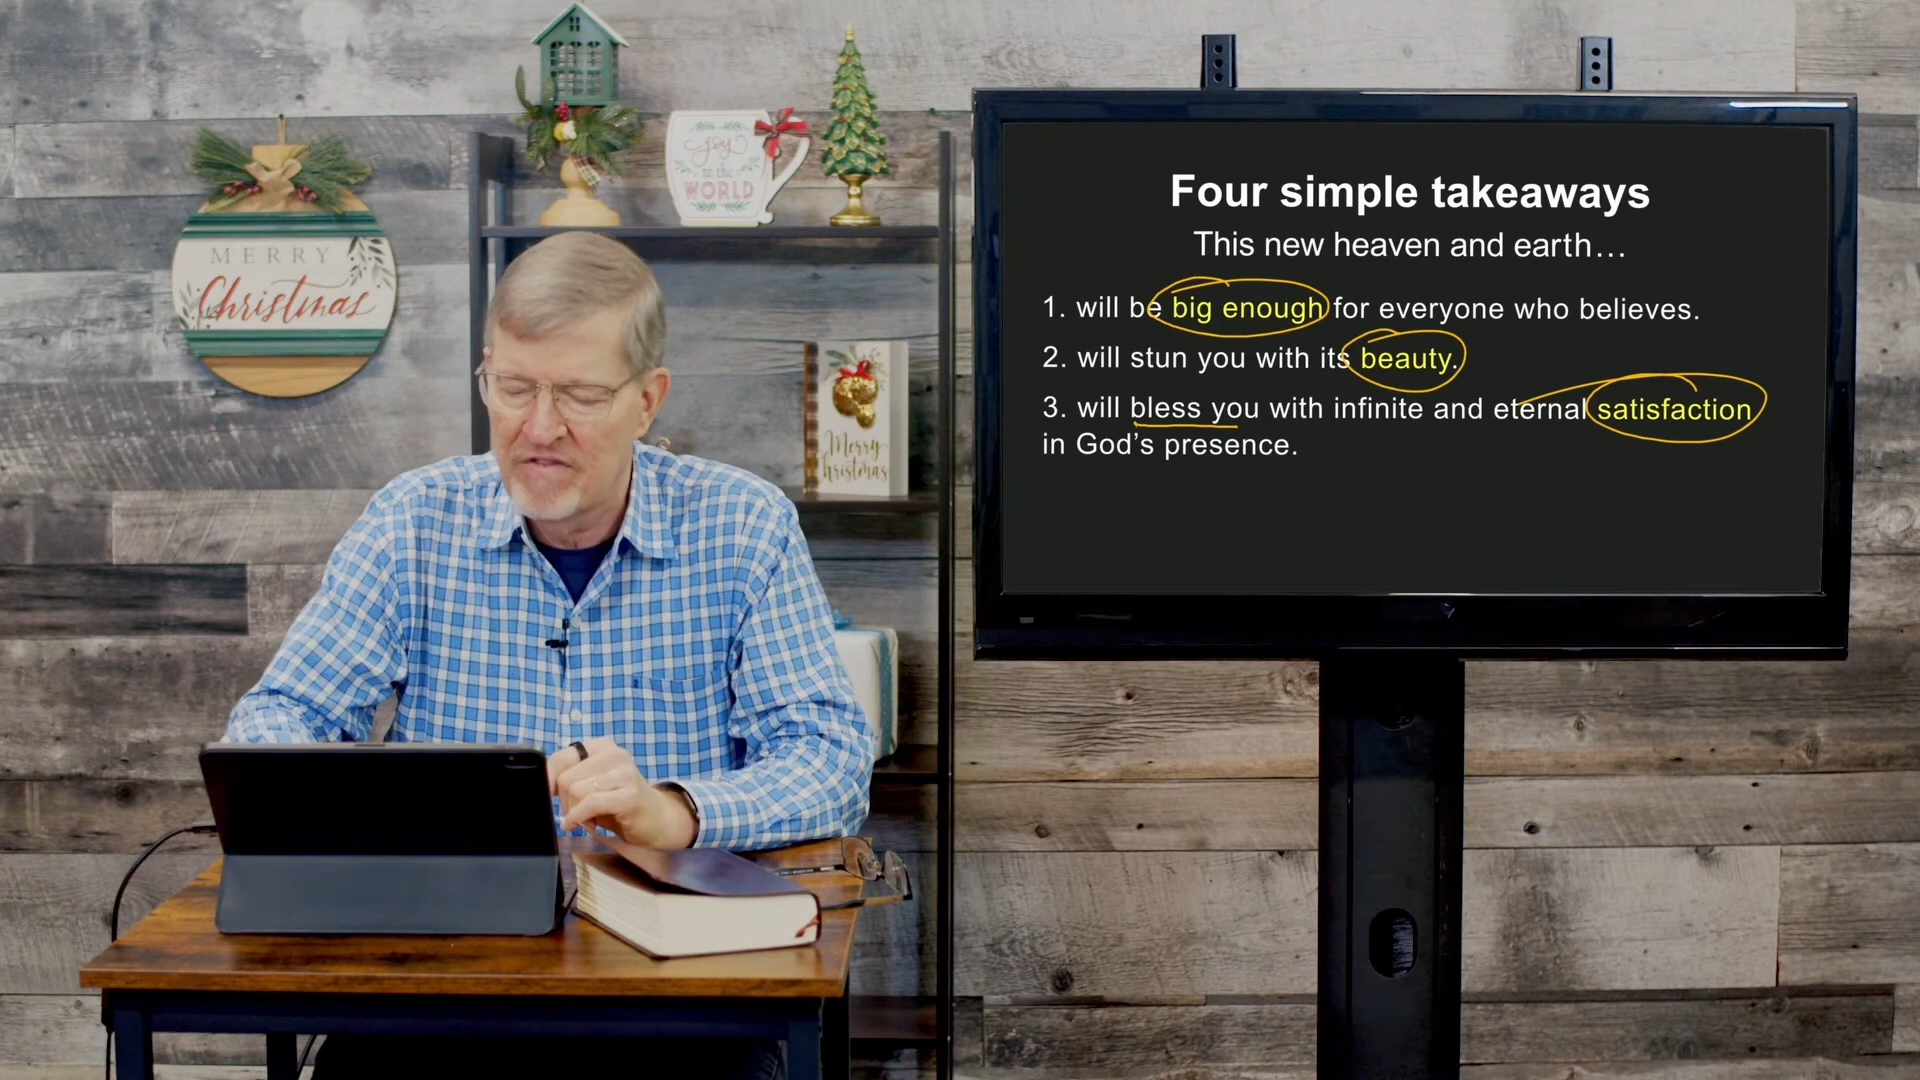 MERRY
Christmas
Joy
to the
WORLD
Merry
Christmas
Four simple takeaways
This new heaven and earth…
1. will be big enough for everyone who believes.
2. will stun you with its beauty.
3. will bless you with infinite and eternal satisfaction
in God’s presence.